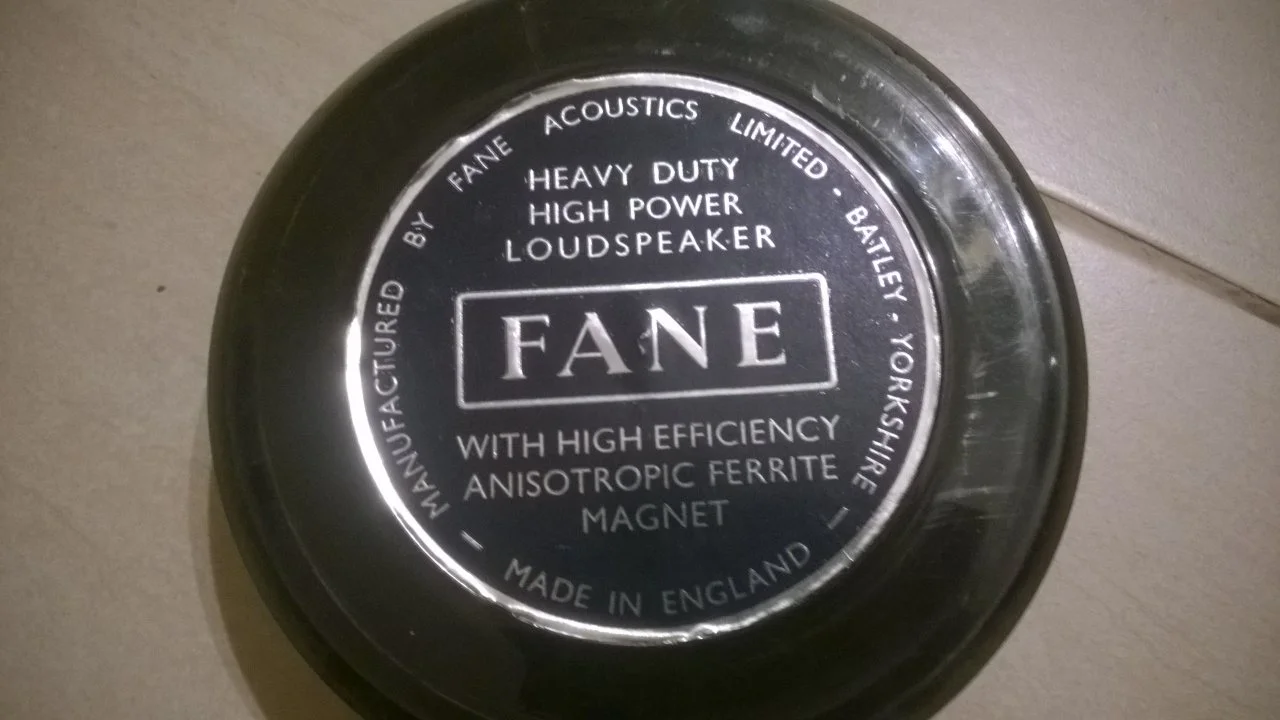 MANUFACTURED BY FANE ACOUSTICS LIMITED · BATLEY · YORKSHIRE
HEAVY DUTY
HIGH POWER
LOUDSPEAKER
FANE
WITH HIGH EFFICIENCY
ANISOTROPIC FERRITE
MAGNET
— MADE IN ENGLAND —